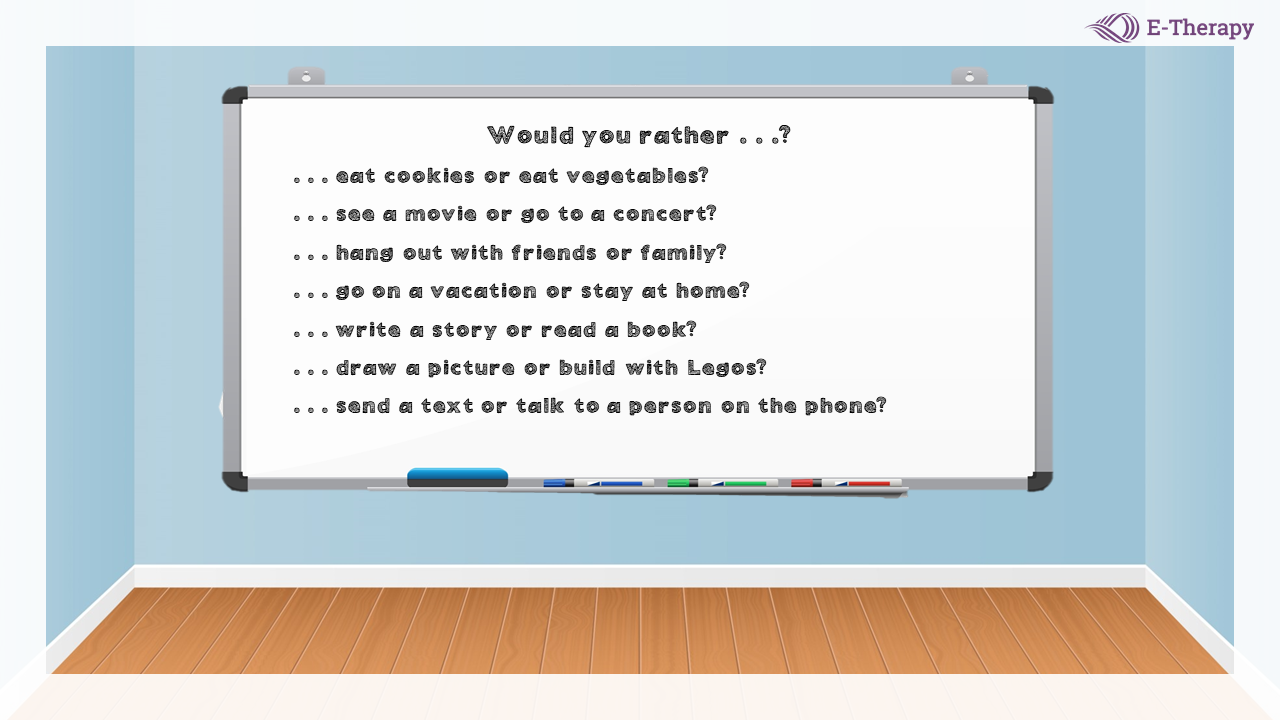 E-Therapy
Would you rather . . .?
. . . eat cookies or eat vegetables?
. . . see a movie or go to a concert?
. . . hang out with friends or family?
. . . go on a vacation or stay at home?
. . . write a story or read a book?
. . . draw a picture or build with Legos?
. . . send a text or talk to a person on the phone?